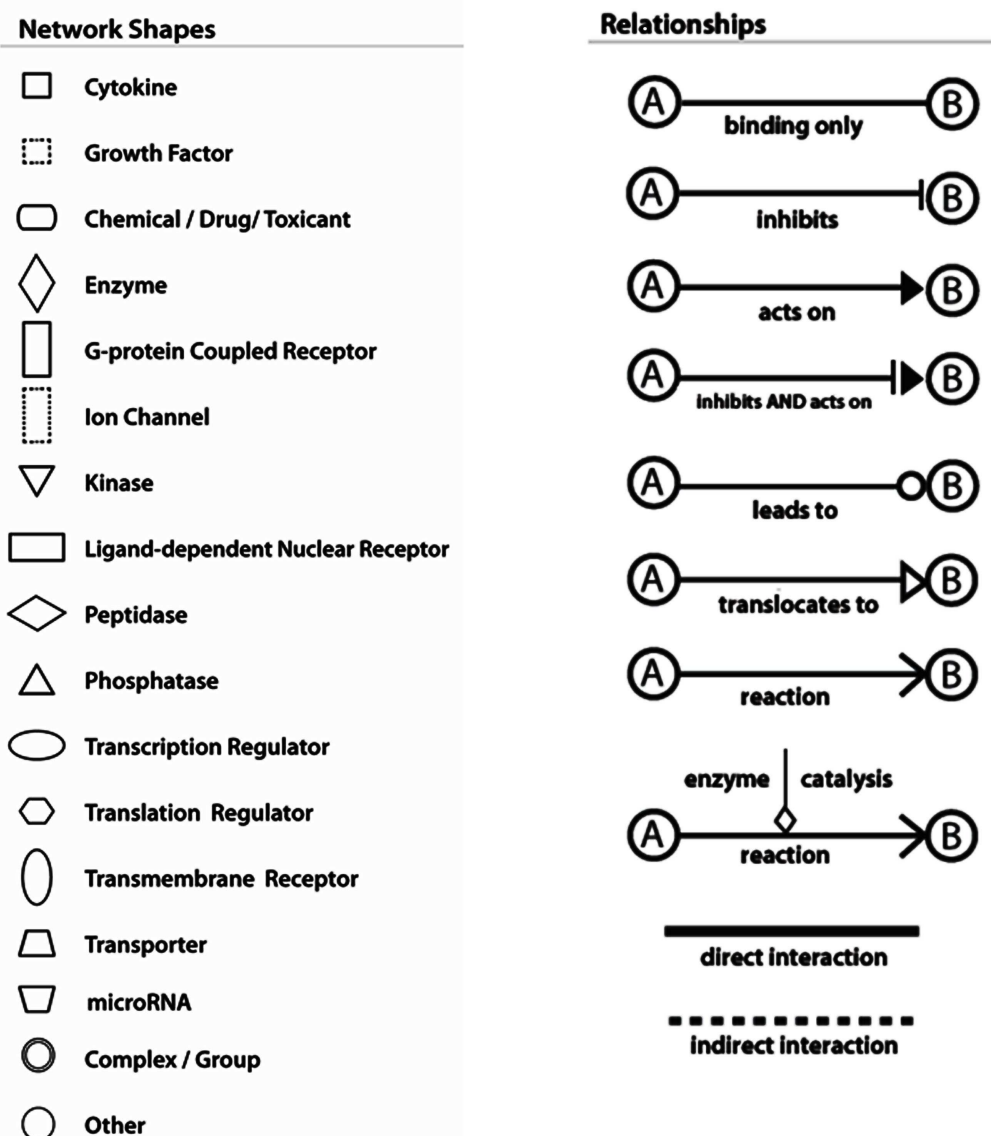 Network Shapes
Cytokine
Growth Factor
Chemical / Drug/ Toxicant
Enzyme
G-protein Coupled Receptor
Ion Channel
Kinase
Ligand-dependent Nuclear Receptor
Peptidase
Phosphatase
Transcription Regulator
Translation Regulator
Transmembrane Receptor
Transporter
microRNA
Complex / Group
Other
Relationships
A B
binding only
A B
inhibits
A B
acts on
A B
inhibits AND acts on
A B
leads to
A B
translocates to
A B
reaction
enzyme catalysis
A B
reaction
direct interaction
indirect interaction